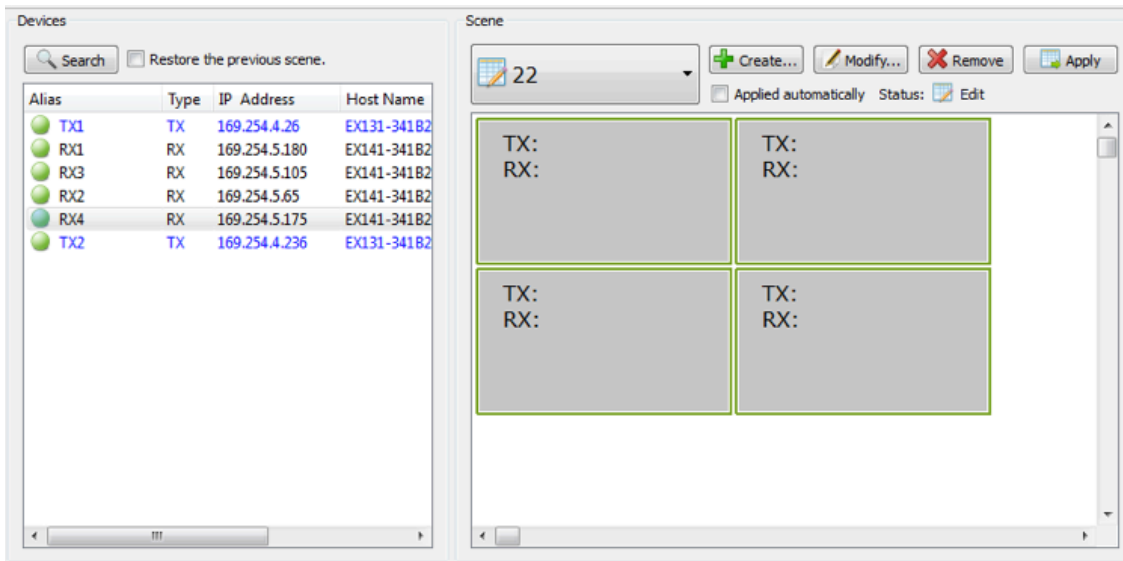 Devices
Search Restore the previous scene.
Alias Type IP Address Host Name
TX1 TX 169.254.4.26 EX131-341B2
RX1 RX 169.254.5.180 EX141-341B2
RX3 RX 169.254.5.105 EX141-341B2
RX2 RX 169.254.5.65 EX141-341B2
RX4 RX 169.254.5.175 EX141-341B2
TX2 TX 169.254.4.236 EX131-341B2
Scene
22
Create... Modify... Remove Apply
Applied automatically Status: Edit
TX: TX:
RX: RX:
TX: TX:
RX: RX: